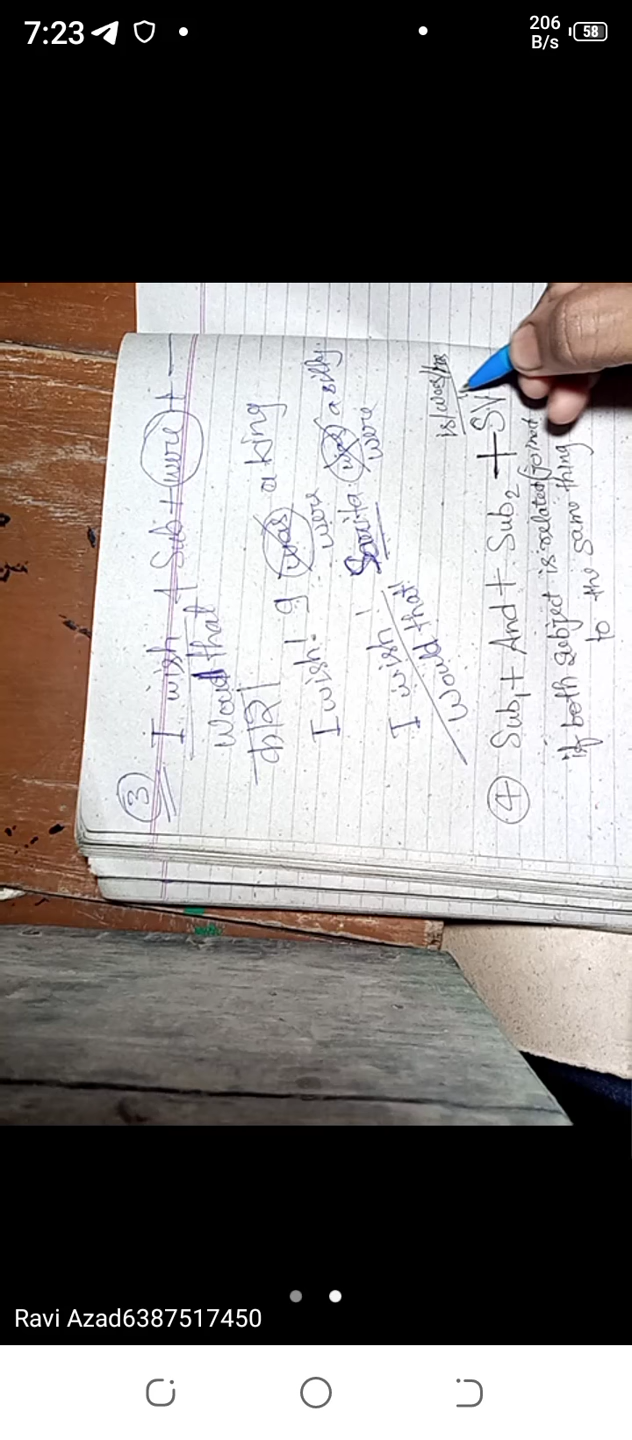 7:23
206
B/s
58
③ I wish + Sub + were + —
Would that
काश!
I wish! I was a king
were
I wish! Sarita was a silly
were
Would that!
is/was/has
④ Sub1 + And + Sub2 + SV
if both subject is related/joined
to the same thing
Ravi Azad6387517450